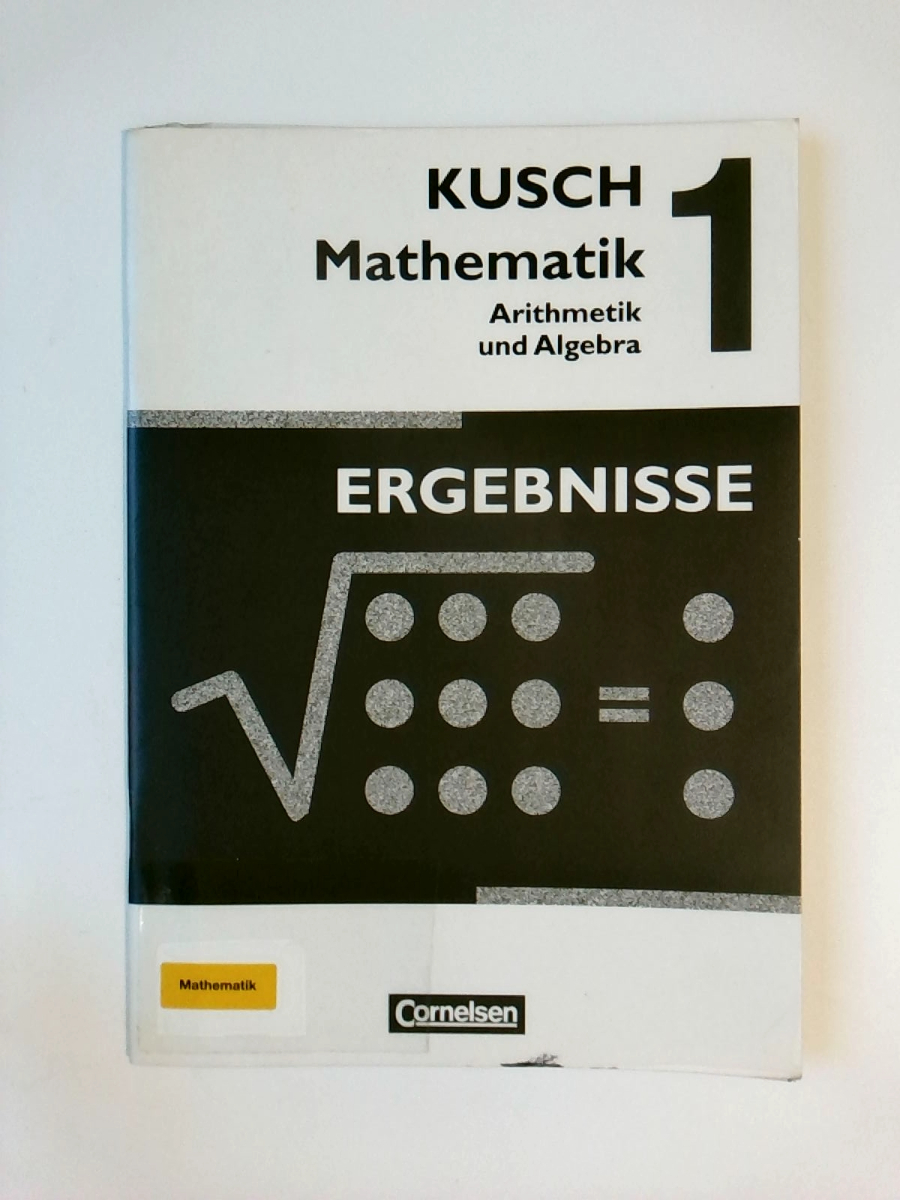 KUSCH
1
Mathematik
Arithmetik
und Algebra
ERGEBNISSE
=
Mathematik
Cornelsen